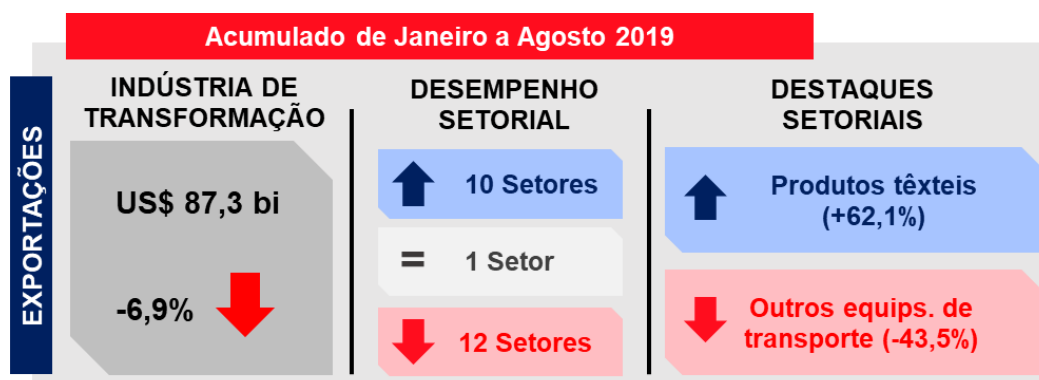 Acumulado de Janeiro a Agosto 2019
EXPORTAÇÕES
INDÚSTRIA DE
TRANSFORMAÇÃO
US$ 87,3 bi
-6,9%
DESEMPENHO
SETORIAL
10 Setores
= 1 Setor
12 Setores
DESTAQUES
SETORIAIS
Produtos têxteis
(+62,1%)
Outros equips. de
transporte (-43,5%)